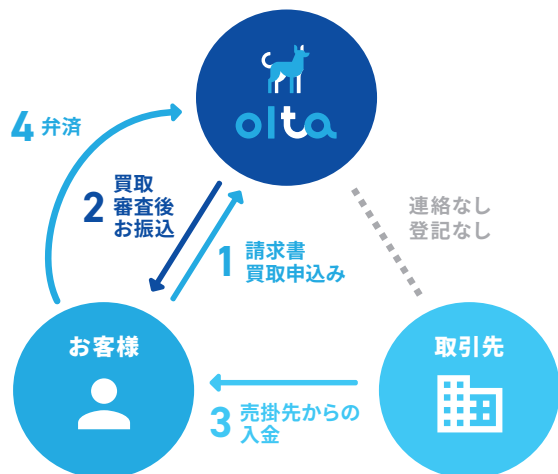 olta
4 弁済
2 買取
審査後
お振込
1 請求書
買取申込み
連絡なし
登記なし
お客様
取引先
3 売掛先からの
入金